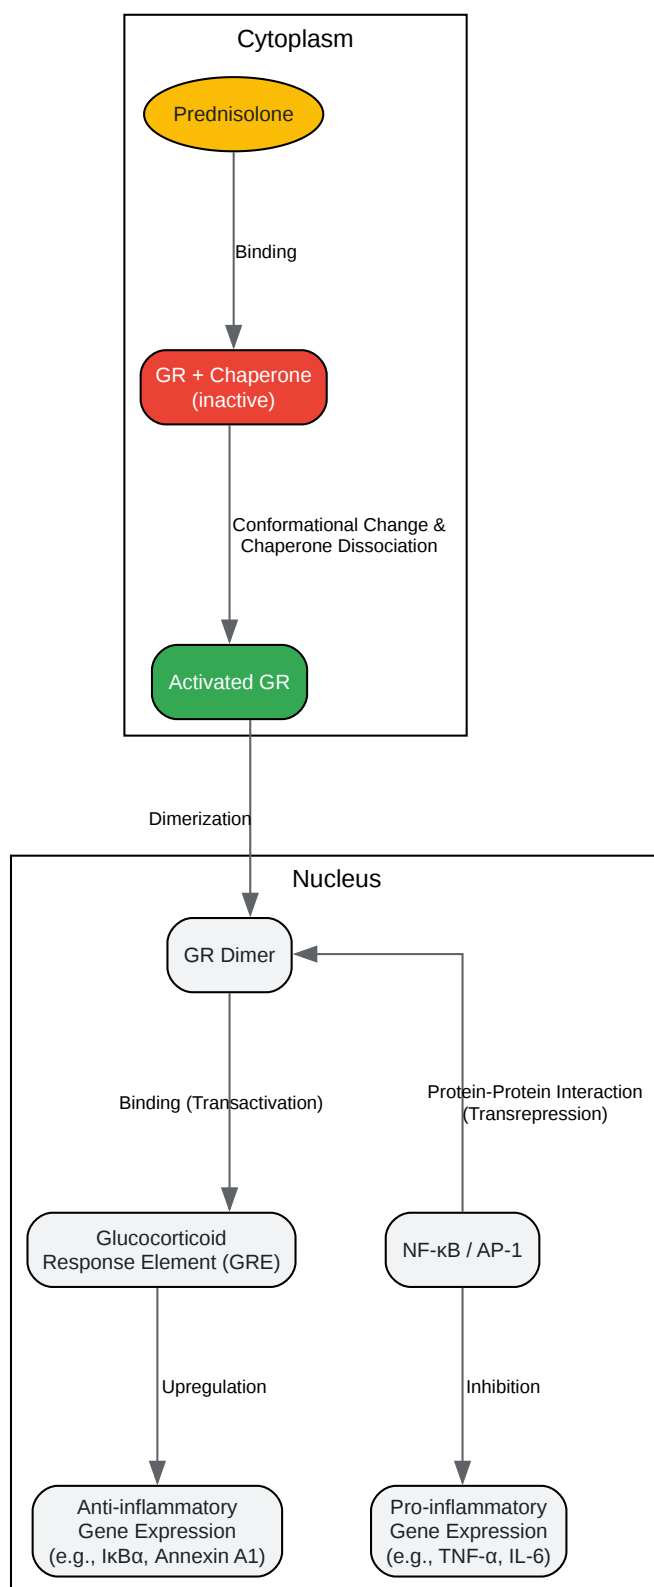 Cytoplasm
Prednisolone
Binding
GR + Chaperone
(inactive)
Conformational Change &
Chaperone Dissociation
Activated GR
Dimerization
Nucleus
GR Dimer
Binding (Transactivation)
Protein-Protein Interaction
(Transrepression)
Glucocorticoid
Response Element (GRE)
NF-κB / AP-1
Upregulation
Inhibition
Anti-inflammatory
Gene Expression
(e.g., IκBα, Annexin A1)
Pro-inflammatory
Gene Expression
(e.g., TNF-α, IL-6)